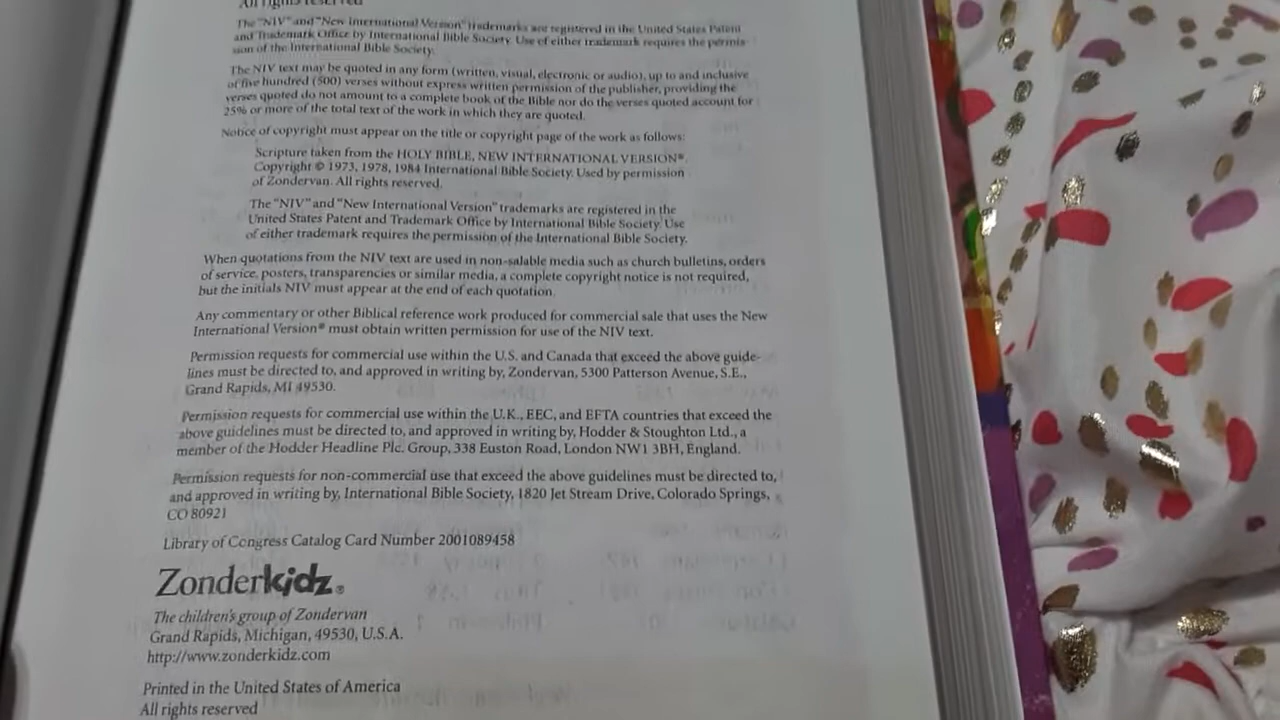 All rights reserved
The "NIV" and "New International Version" trademarks are registered in the United States Patent
and Trademark Office by International Bible Society. Use of either trademark requires the permis-
sion of the International Bible Society.
The NIV text may be quoted in any form (written, visual, electronic or audio), up to and inclusive
of five hundred (500) verses without express written permission of the publisher, providing the
verses quoted do not amount to a complete book of the Bible nor do the verses quoted account for
25% or more of the total text of the work in which they are quoted.
Notice of copyright must appear on the title or copyright page of the work as follows:
Scripture taken from the HOLY BIBLE, NEW INTERNATIONAL VERSION®.
Copyright © 1973, 1978, 1984 International Bible Society. Used by permission
of Zondervan. All rights reserved.
The "NIV" and "New International Version" trademarks are registered in the
United States Patent and Trademark Office by International Bible Society. Use
of either trademark requires the permission of the International Bible Society.
When quotations from the NIV text are used in non-salable media such as church bulletins, orders
of service, posters, transparencies or similar media, a complete copyright notice is not required,
but the initials NIV must appear at the end of each quotation.
Any commentary or other Biblical reference work produced for commercial sale that uses the New
International Version® must obtain written permission for use of the NIV text.
Permission requests for commercial use within the U.S. and Canada that exceed the above guide-
lines must be directed to, and approved in writing by, Zondervan, 5300 Patterson Avenue, S.E.,
Grand Rapids, MI 49530.
Permission requests for commercial use within the U.K., EEC, and EFTA countries that exceed the
above guidelines must be directed to, and approved in writing by, Hodder & Stoughton Ltd., a
member of the Hodder Headline Plc. Group, 338 Euston Road, London NW1 3BH, England.
Permission requests for non-commercial use that exceed the above guidelines must be directed to,
and approved in writing by, International Bible Society, 1820 Jet Stream Drive, Colorado Springs,
CO 80921
Library of Congress Catalog Card Number 2001089458
Zonderkidz®
The children's group of Zondervan
Grand Rapids, Michigan, 49530, U.S.A.
http://www.zonderkidz.com
Printed in the United States of America
All rights reserved